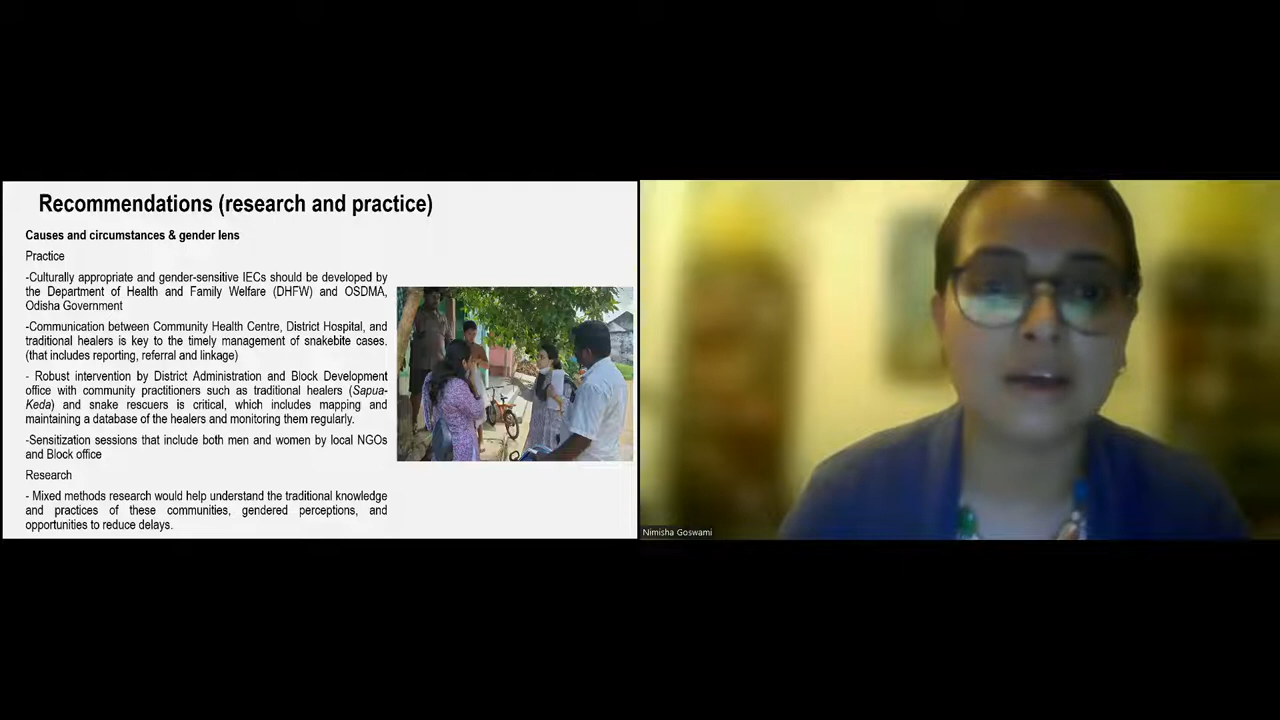 Recommendations (research and practice)
Causes and circumstances & gender lens
Practice
-Culturally appropriate and gender-sensitive IECs should be developed by
the Department of Health and Family Welfare (DHFW) and OSDMA,
Odisha Government
-Communication between Community Health Centre, District Hospital, and
traditional healers is key to the timely management of snakebite cases.
(that includes reporting, referral and linkage)
- Robust intervention by District Administration and Block Development
office with community practitioners such as traditional healers (Sapua-
Keda) and snake rescuers is critical, which includes mapping and
maintaining a database of the healers and monitoring them regularly.
-Sensitization sessions that include both men and women by local NGOs
and Block office
Research
- Mixed methods research would help understand the traditional knowledge
and practices of these communities, gendered perceptions, and
opportunities to reduce delays.
Nimisha Goswami